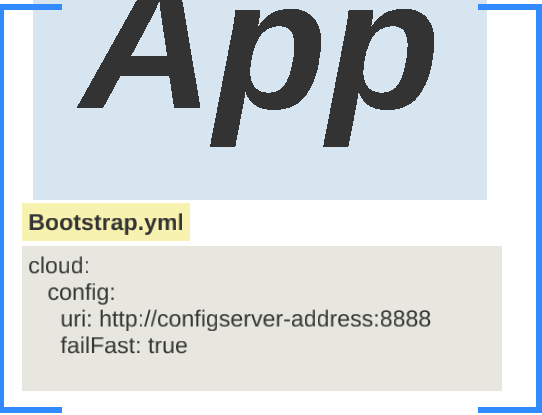 App
Bootstrap.yml
cloud:
config:
uri: http://configserver-address:8888
failFast: true